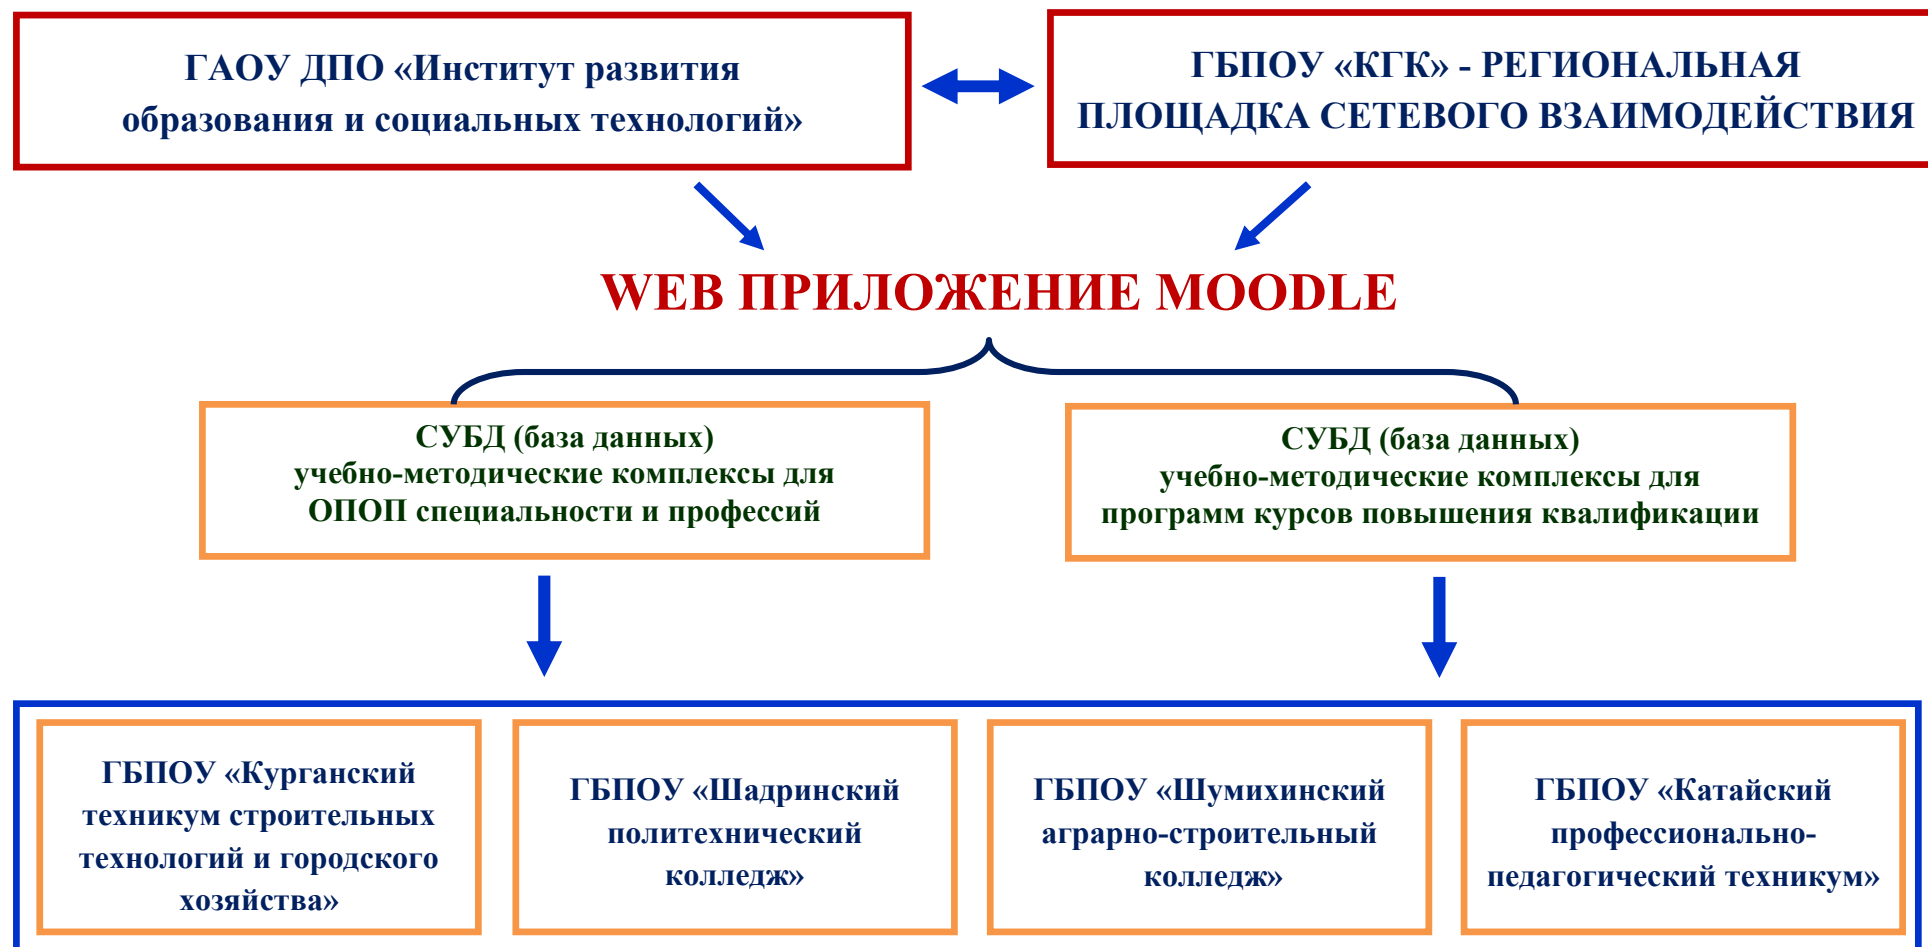 ГАОУ ДПО «Институт развития
образования и социальных технологий»
ГБПОУ «КГК» - РЕГИОНАЛЬНАЯ
ПЛОЩАДКА СЕТЕВОГО ВЗАИМОДЕЙСТВИЯ
WEB ПРИЛОЖЕНИЕ MOODLE
СУБД (база данных)
учебно-методические комплексы для
ОПОП специальности и профессий
СУБД (база данных)
учебно-методические комплексы для
программ курсов повышения квалификации
ГБПОУ «Курганский
техникум строительных
технологий и городского
хозяйства»
ГБПОУ «Шадринский
политехнический
колледж»
ГБПОУ «Шумихинский
аграрно-строительный
колледж»
ГБПОУ «Катайский
профессионально-
педагогический техникум»